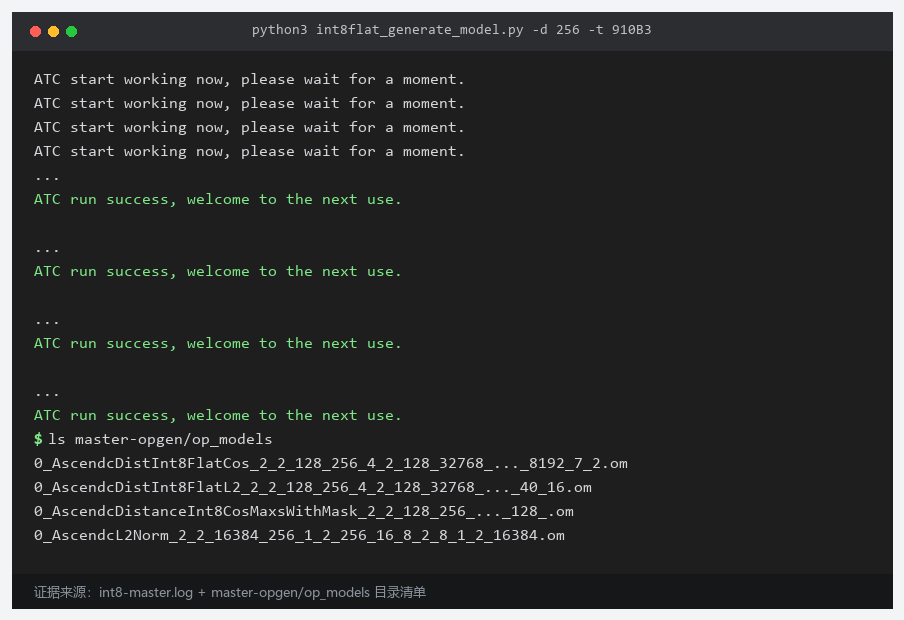 python3 int8flat_generate_model.py -d 256 -t 910B3
ATC start working now, please wait for a moment.
ATC start working now, please wait for a moment.
ATC start working now, please wait for a moment.
ATC start working now, please wait for a moment.
...
ATC run success, welcome to the next use.
...
ATC run success, welcome to the next use.
...
ATC run success, welcome to the next use.
...
ATC run success, welcome to the next use.
$ ls master-opgen/op_models
0_AscendcDistInt8FlatCos_2_2_128_256_4_2_128_32768_..._8192_7_2.om
0_AscendcDistInt8FlatL2_2_2_128_256_4_2_128_32768_..._40_16.om
0_AscendcDistanceInt8CosMaxsWithMask_2_2_128_256_..._128_.om
0_AscendcL2Norm_2_2_16384_256_1_2_256_16_8_2_8_1_2_16384.om
证据来源：int8-master.log + master-opgen/op_models 目录清单